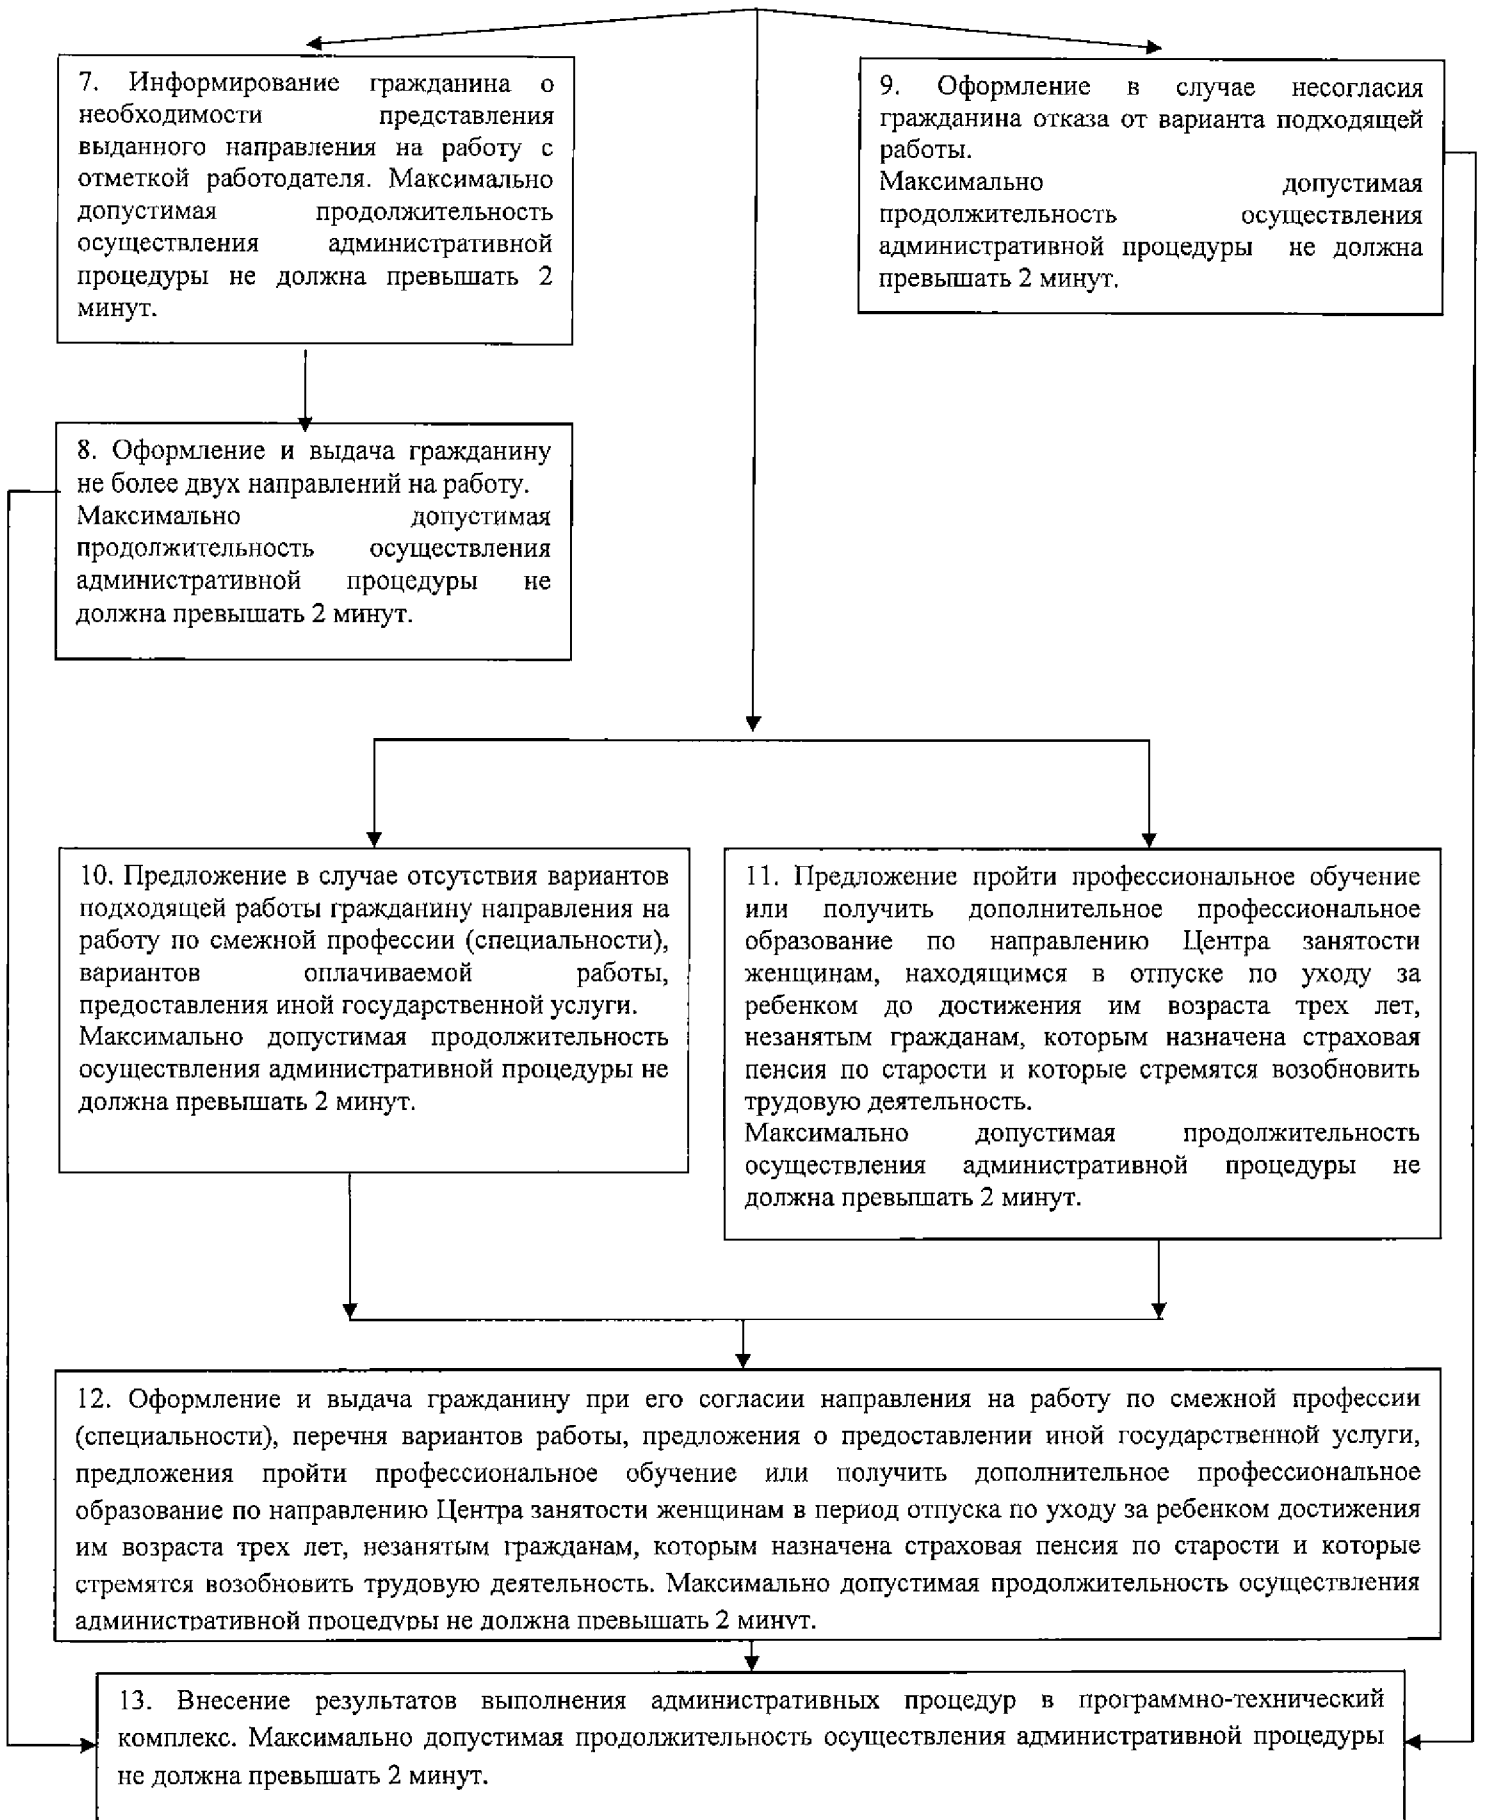 7. Информирование гражданина о
необходимости представления
выданного направления на работу с
отметкой работодателя. Максимально
допустимая продолжительность
осуществления административной
процедуры не должна превышать 2
минут.
9. Оформление в случае несогласия
гражданина отказа от варианта подходящей
работы.
Максимально допустимая
продолжительность осуществления
административной процедуры не должна
превышать 2 минут.
8. Оформление и выдача гражданину
не более двух направлений на работу.
Максимально допустимая
продолжительность осуществления
административной процедуры не
должна превышать 2 минут.
10. Предложение в случае отсутствия вариантов
подходящей работы гражданину направления на
работу по смежной профессии (специальности),
вариантов оплачиваемой работы,
предоставления иной государственной услуги.
Максимально допустимая продолжительность
осуществления административной процедуры не
должна превышать 2 минут.
11. Предложение пройти профессиональное обучение
или получить дополнительное профессиональное
образование по направлению Центра занятости
женщинам, находящимся в отпуске по уходу за
ребенком до достижения им возраста трех лет,
незанятым гражданам, которым назначена страховая
пенсия по старости и которые стремятся возобновить
трудовую деятельность.
Максимально допустимая продолжительность
осуществления административной процедуры не
должна превышать 2 минут.
12. Оформление и выдача гражданину при его согласии направления на работу по смежной профессии
(специальности), перечня вариантов работы, предложения о предоставлении иной государственной услуги,
предложения пройти профессиональное обучение или получить дополнительное профессиональное
образование по направлению Центра занятости женщинам в период отпуска по уходу за ребенком достижения
им возраста трех лет, незанятым гражданам, которым назначена страховая пенсия по старости и которые
стремятся возобновить трудовую деятельность. Максимально допустимая продолжительность осуществления
административной процедуры не должна превышать 2 минут.
13. Внесение результатов выполнения административных процедур в программно-технический
комплекс. Максимально допустимая продолжительность осуществления административной процедуры
не должна превышать 2 минут.